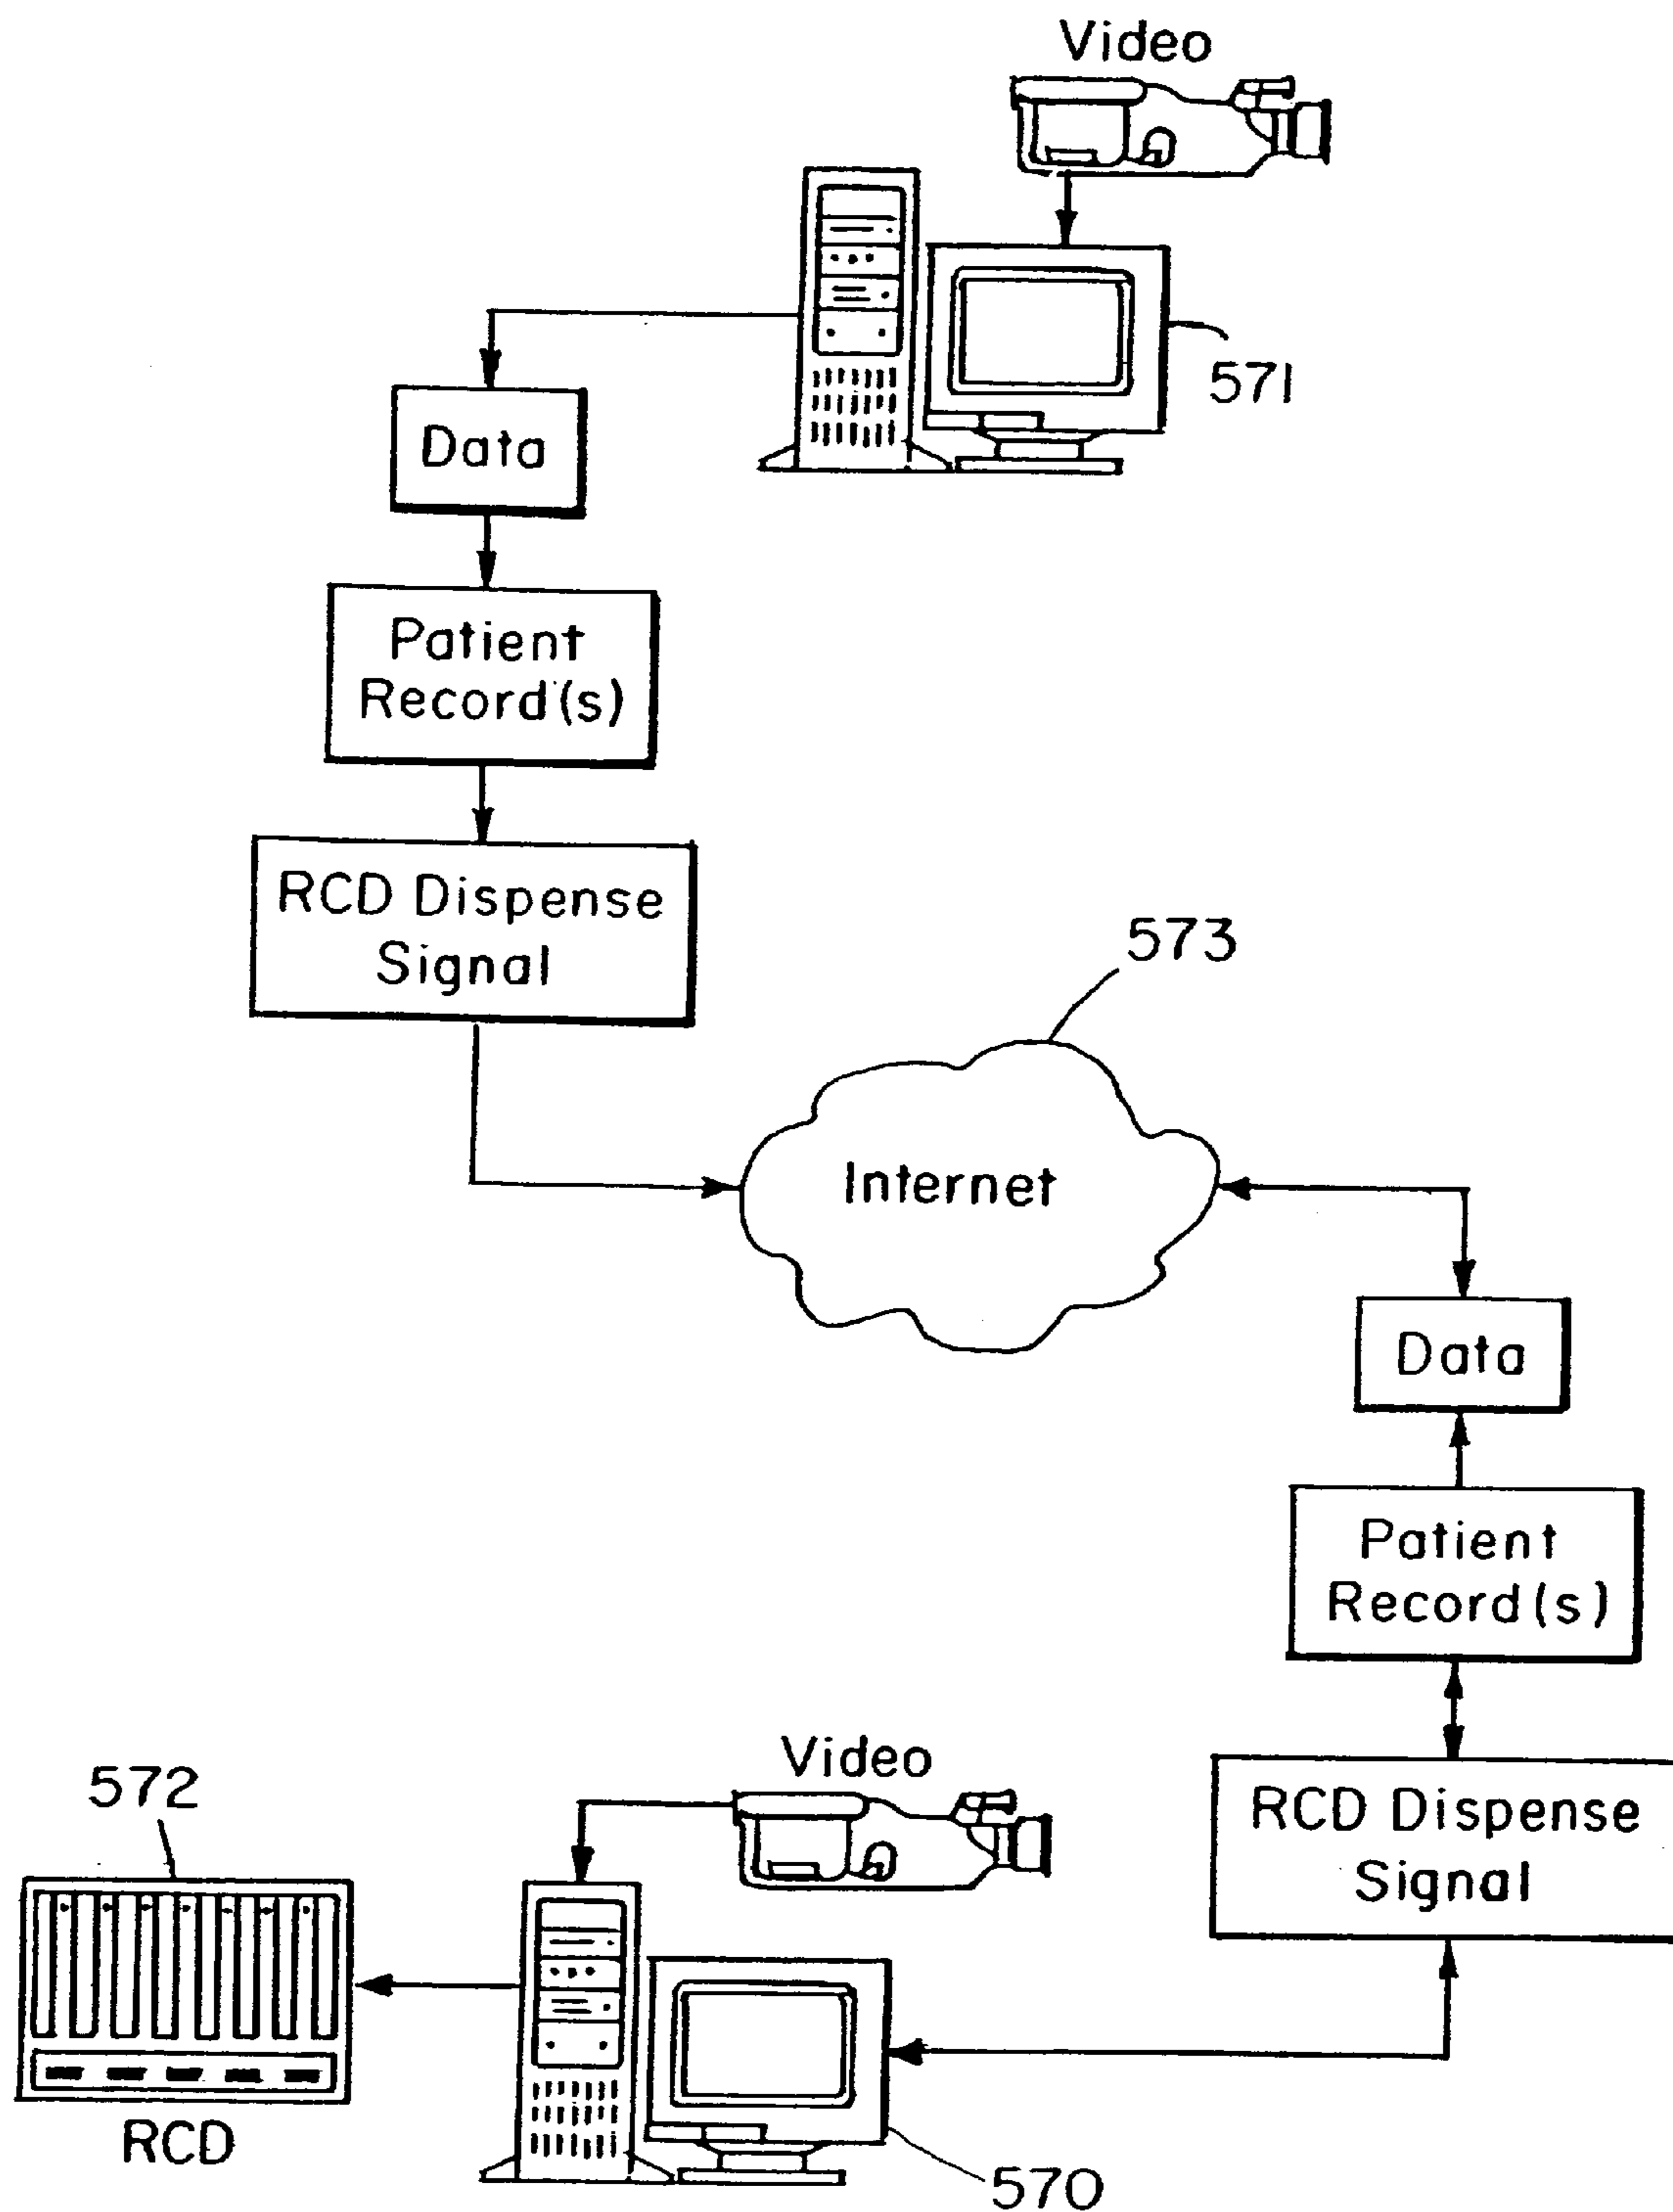 Video
571
Data
Patient
Record(s)
RCD Dispense
Signal
573
Internet
Data
Patient
Record(s)
Video
572
RCD Dispense
Signal
RCD
570